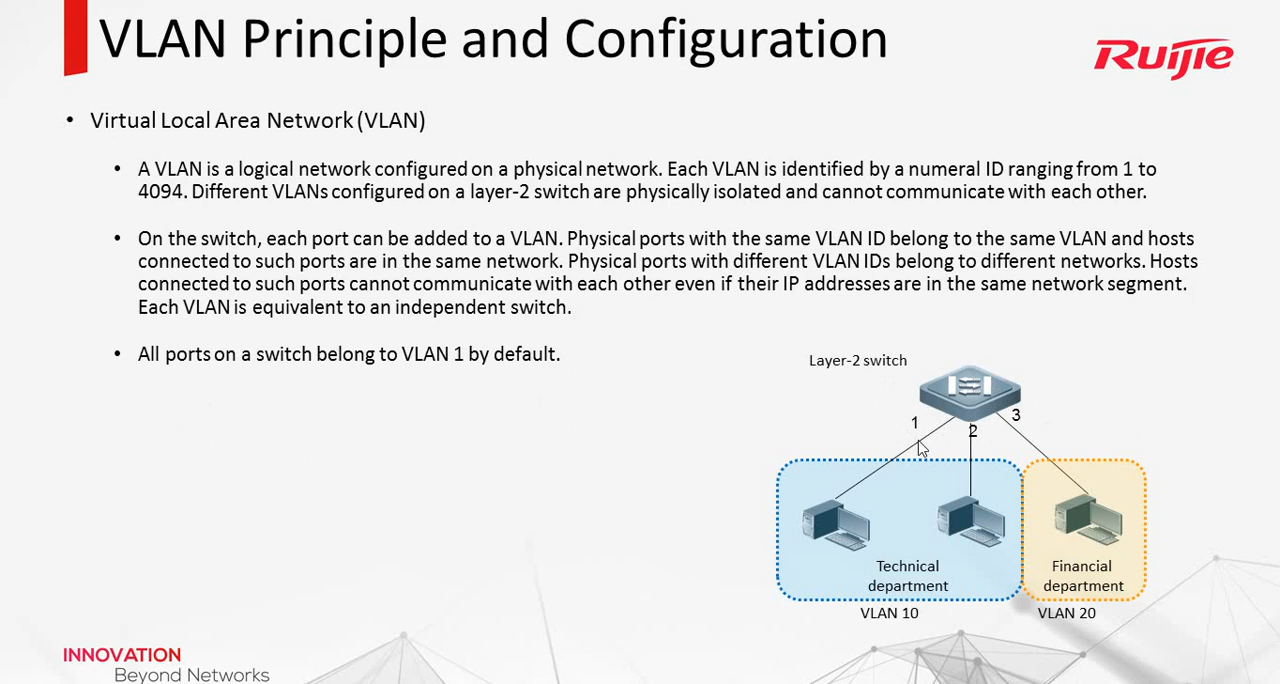 VLAN Principle and Configuration
Ruijie
• Virtual Local Area Network (VLAN)
• A VLAN is a logical network configured on a physical network. Each VLAN is identified by a numeral ID ranging from 1 to
4094. Different VLANs configured on a layer-2 switch are physically isolated and cannot communicate with each other.
• On the switch, each port can be added to a VLAN. Physical ports with the same VLAN ID belong to the same VLAN and hosts
connected to such ports are in the same network. Physical ports with different VLAN IDs belong to different networks. Hosts
connected to such ports cannot communicate with each other even if their IP addresses are in the same network segment.
Each VLAN is equivalent to an independent switch.
• All ports on a switch belong to VLAN 1 by default.
Layer-2 switch
1
2
3
Technical
department
Financial
department
VLAN 10
VLAN 20
INNOVATION
Beyond Networks